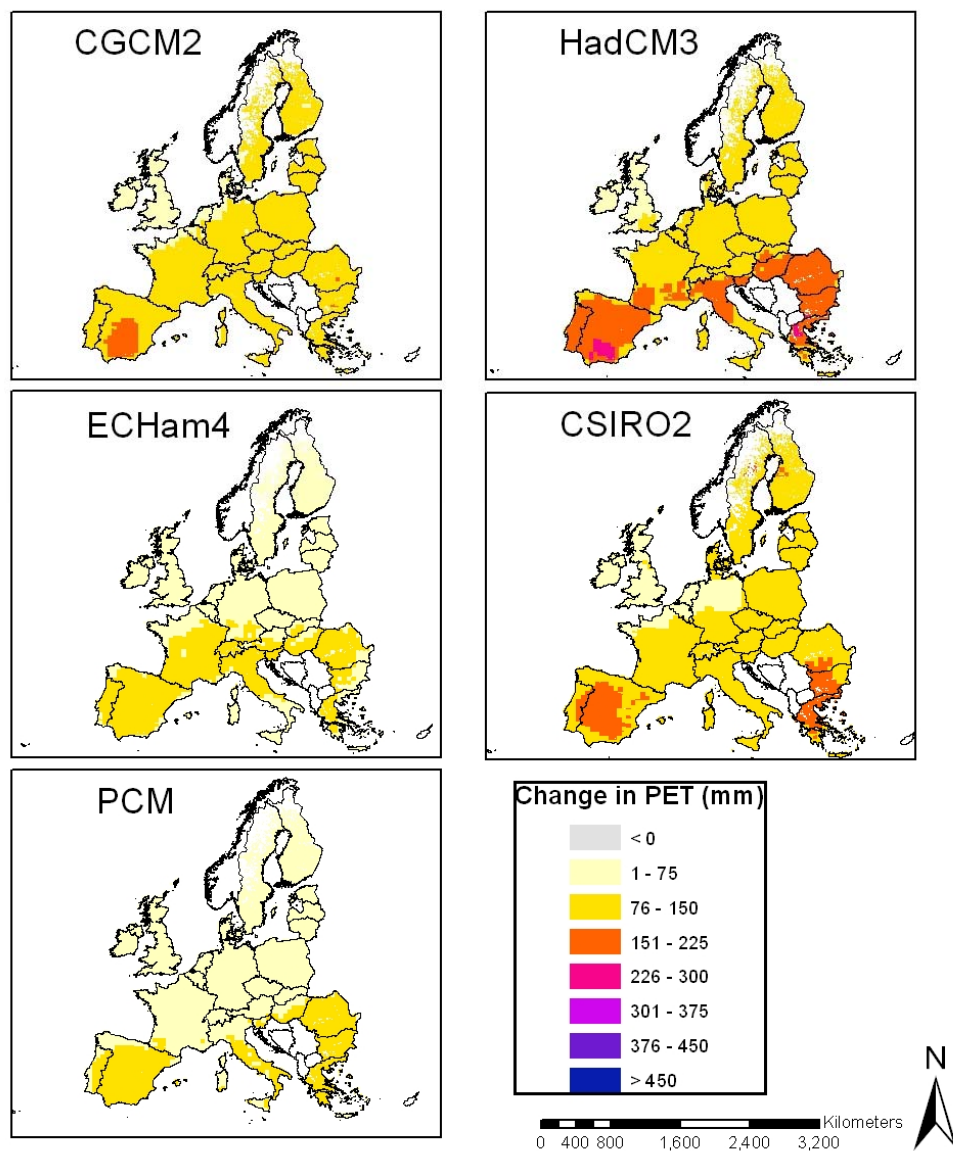 CGCM2
HadCM3
ECHam4
CSIRO2
PCM
Change in PET (mm)
< 0
1 - 75
76 - 150
151 - 225
226 - 300
301 - 375
376 - 450
> 450
N
Kilometers
0 400 800 1,600 2,400 3,200